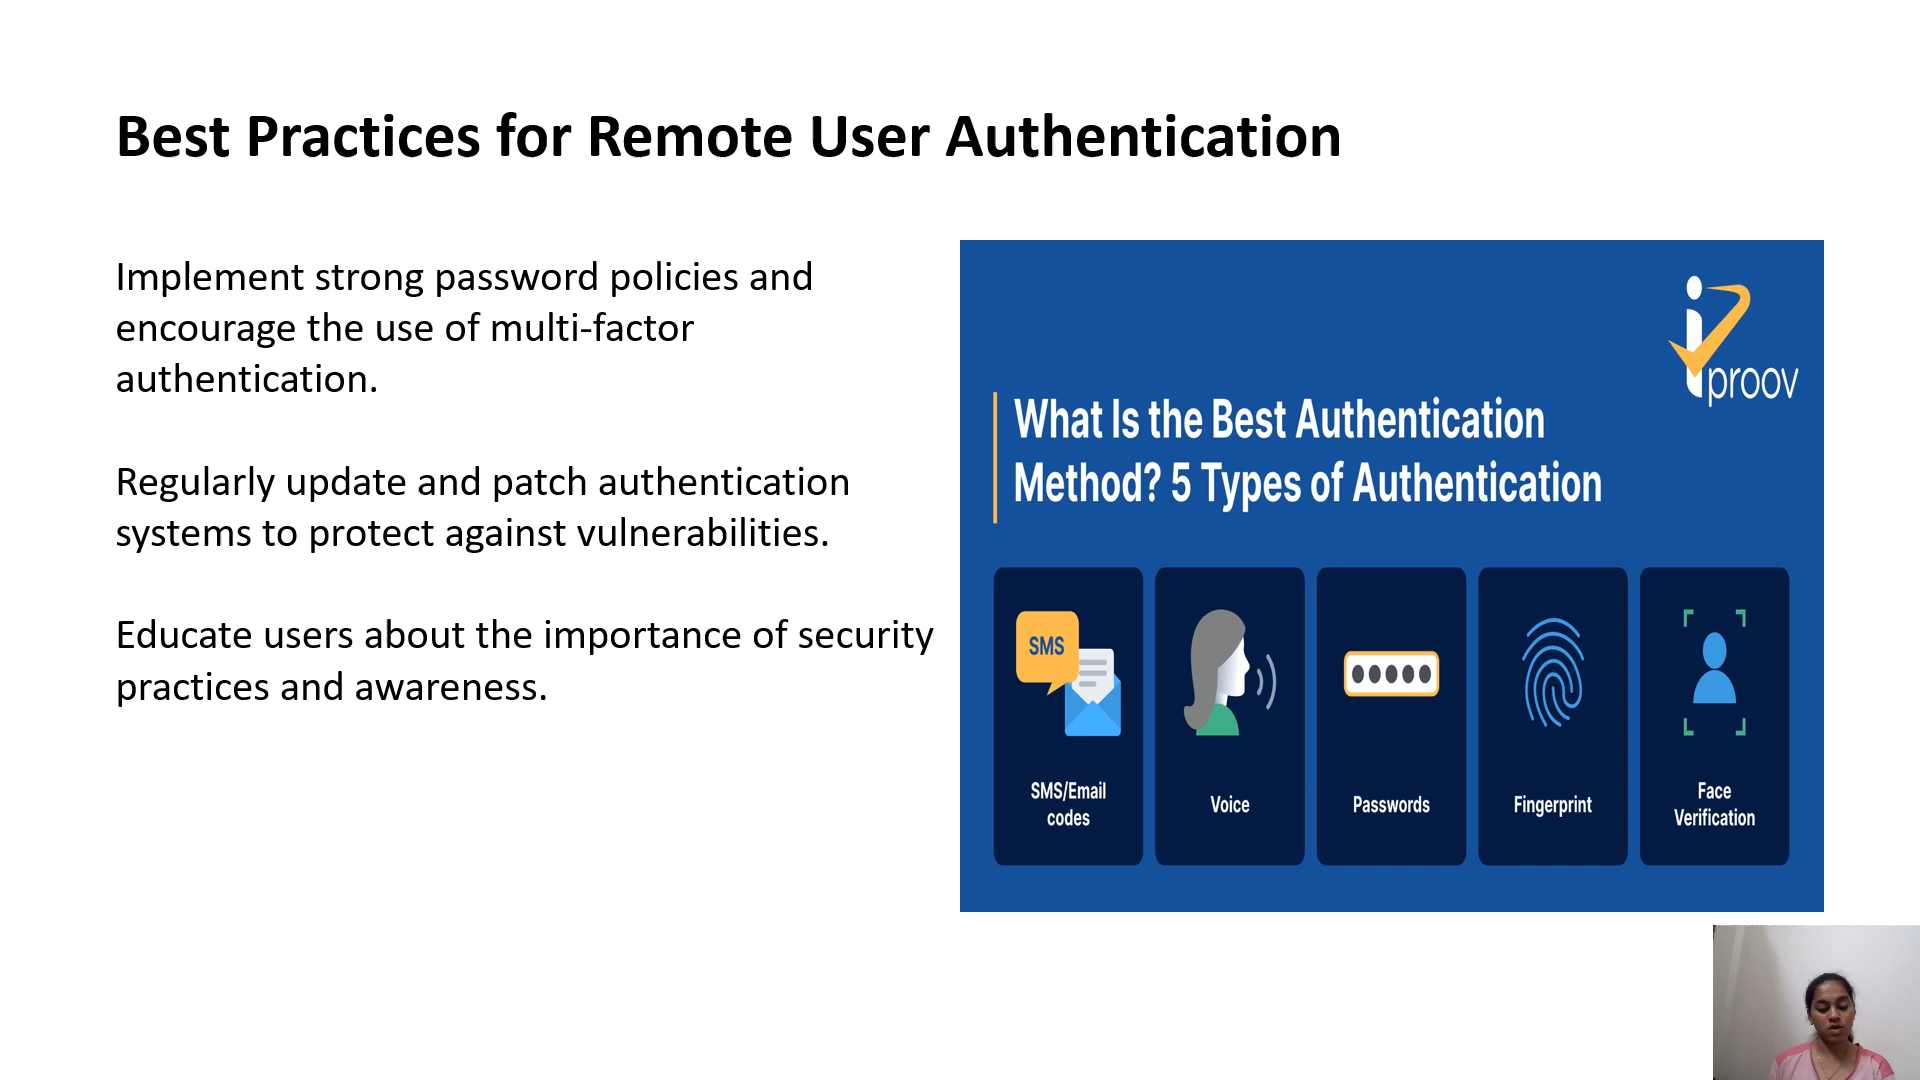 Best Practices for Remote User Authentication
Implement strong password policies and
encourage the use of multi-factor
authentication.
Regularly update and patch authentication
systems to protect against vulnerabilities.
Educate users about the importance of security
practices and awareness.
iproov
What Is the Best Authentication
Method? 5 Types of Authentication
SMS
SMS/Email
codes
Voice
Passwords
Fingerprint
Face
Verification